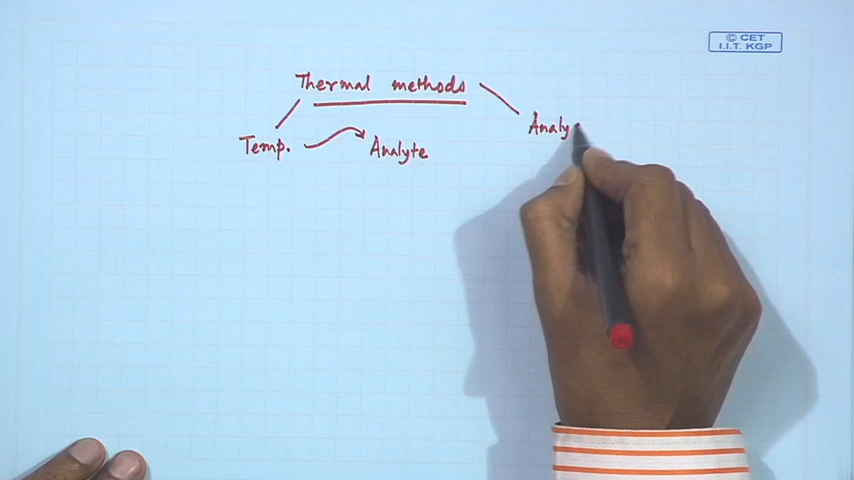 © CET
I.I.T. KGP
Thermal methods
Analy
Temp. Analyte